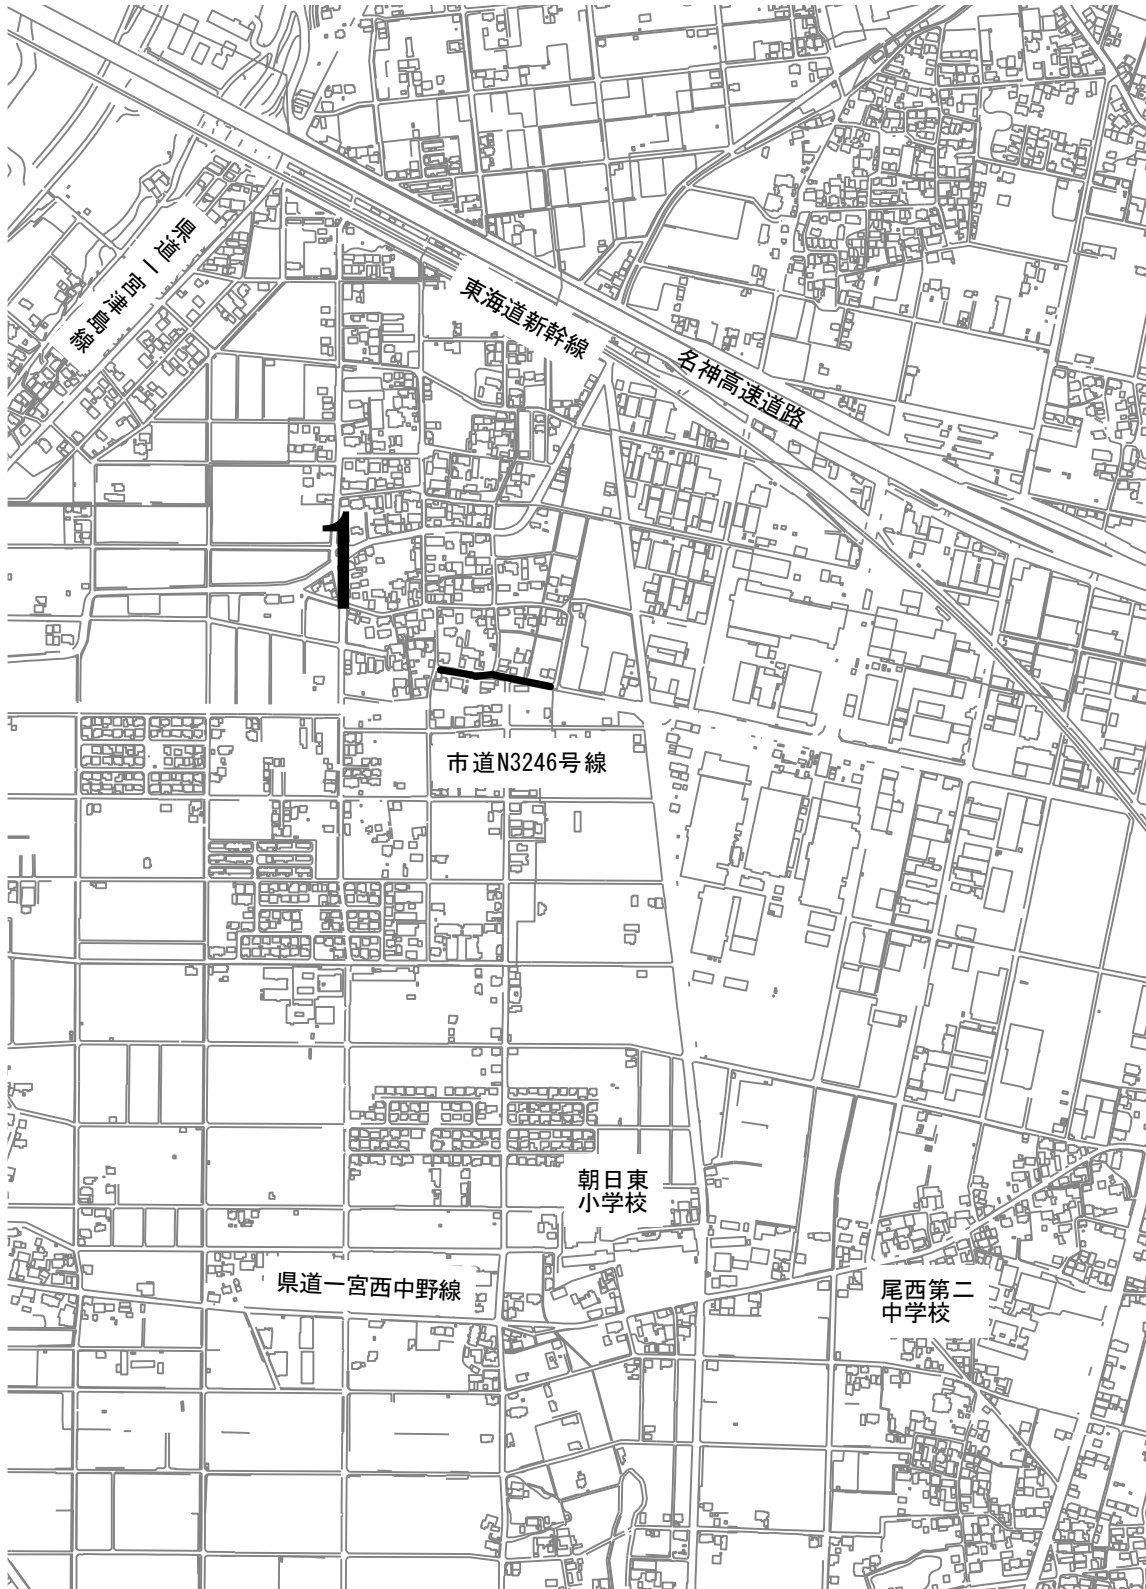 県道一宮津島線
東海道新幹線
名神高速道路
1
市道N3246号線
朝日東
小学校
県道一宮西中野線
尾西第二
中学校